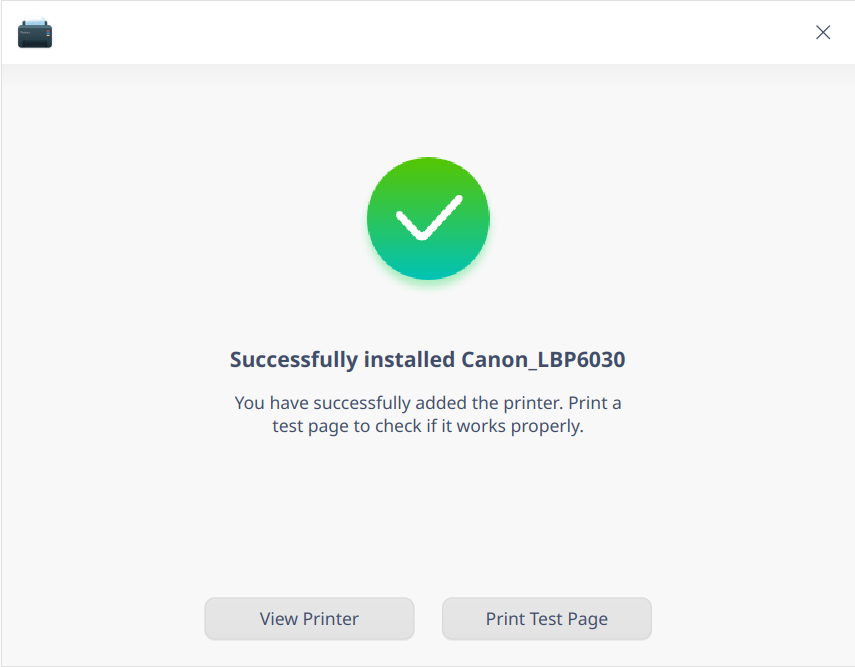 Successfully installed Canon_LBP6030
You have successfully added the printer. Print a
test page to check if it works properly.
View Printer
Print Test Page